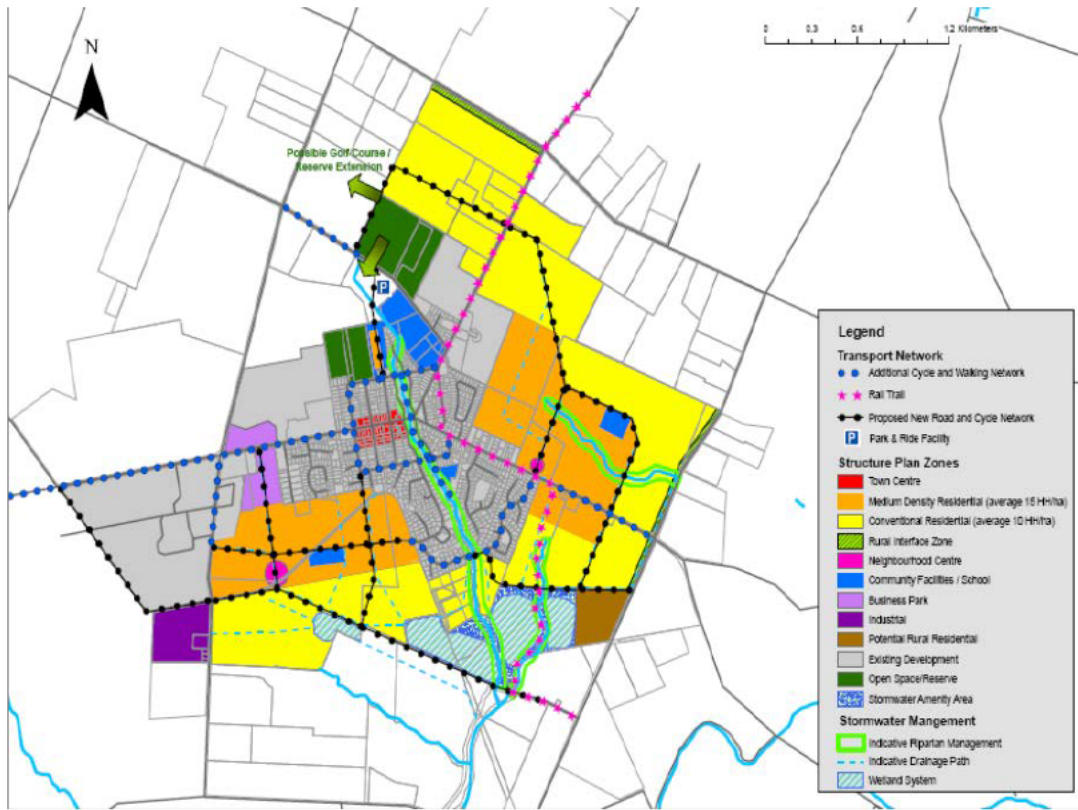 0 0.3 0.6 1.2 Kilometers
N
Possible Golf Course /
Reserve Extension
P
Legend
Transport Network
Additional Cycle and Walking Network
Rail Trail
Proposed New Road and Cycle Network
P Park & Ride Facility
Structure Plan Zones
Town Centre
Medium Density Residential (average 15 HH/ha)
Conventional Residential (average 10 HH/ha)
Rural Interface Zone
Neighbourhood Centre
Community Facilities / School
Business Park
Industrial
Potential Rural Residential
Existing Development
Open Space/Reserve
Stormwater Amenity Area
Stormwater Mangement
Indicative Riparian Management
Indicative Drainage Path
Wetland System